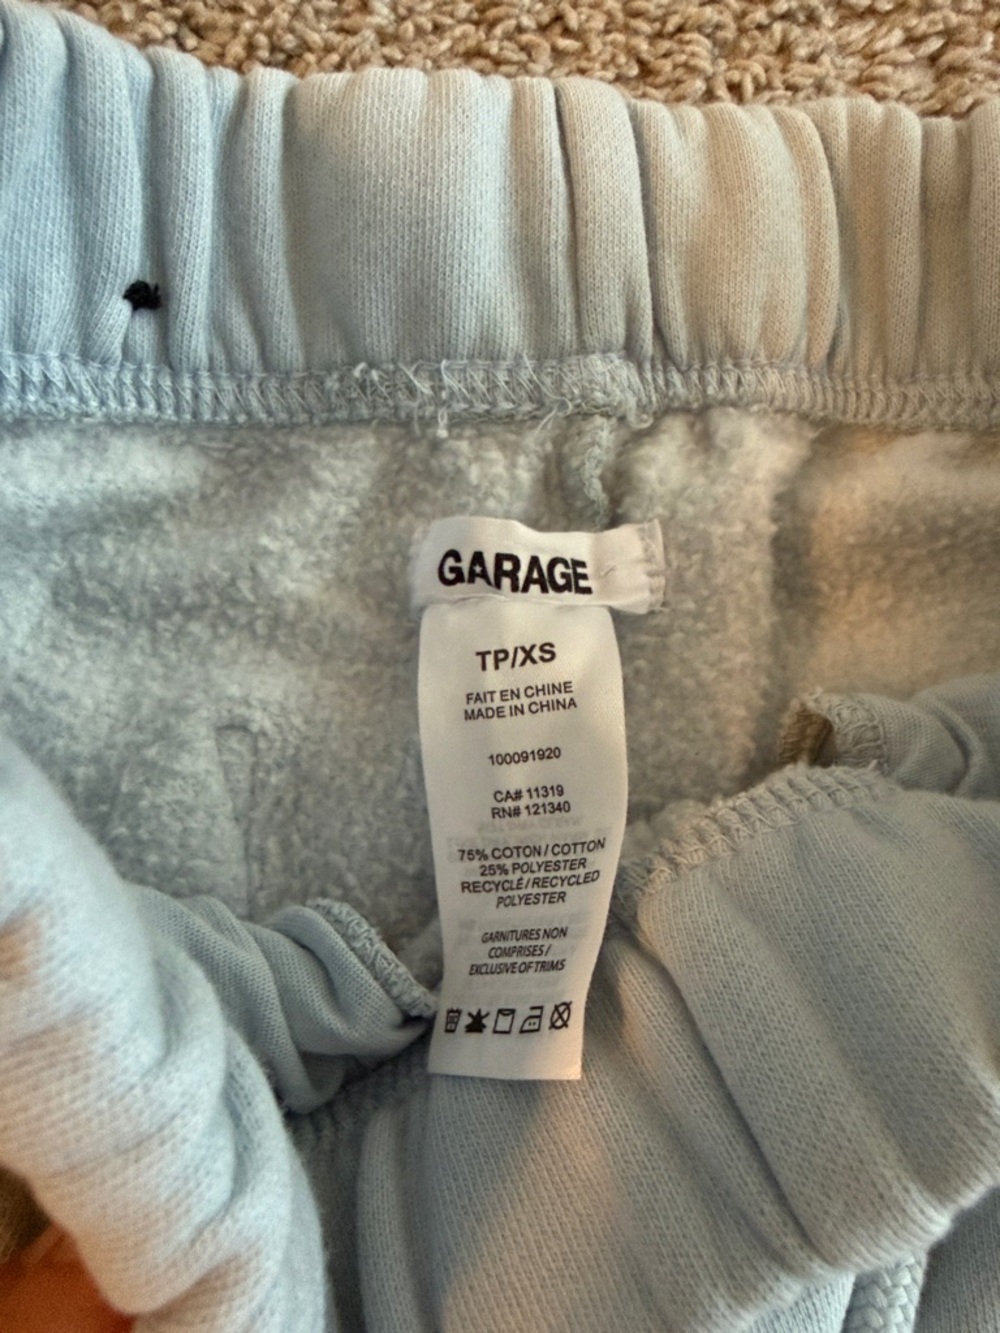 GARAGE
TP/XS
FAIT EN CHINE
MADE IN CHINA
100091920
CA# 11319
RN# 121340
75% COTON / COTTON
25% POLYESTER
RECYCLÉ / RECYCLED
POLYESTER
GARNITURES NON
COMPRISES /
EXCLUSIVE OF TRIMS